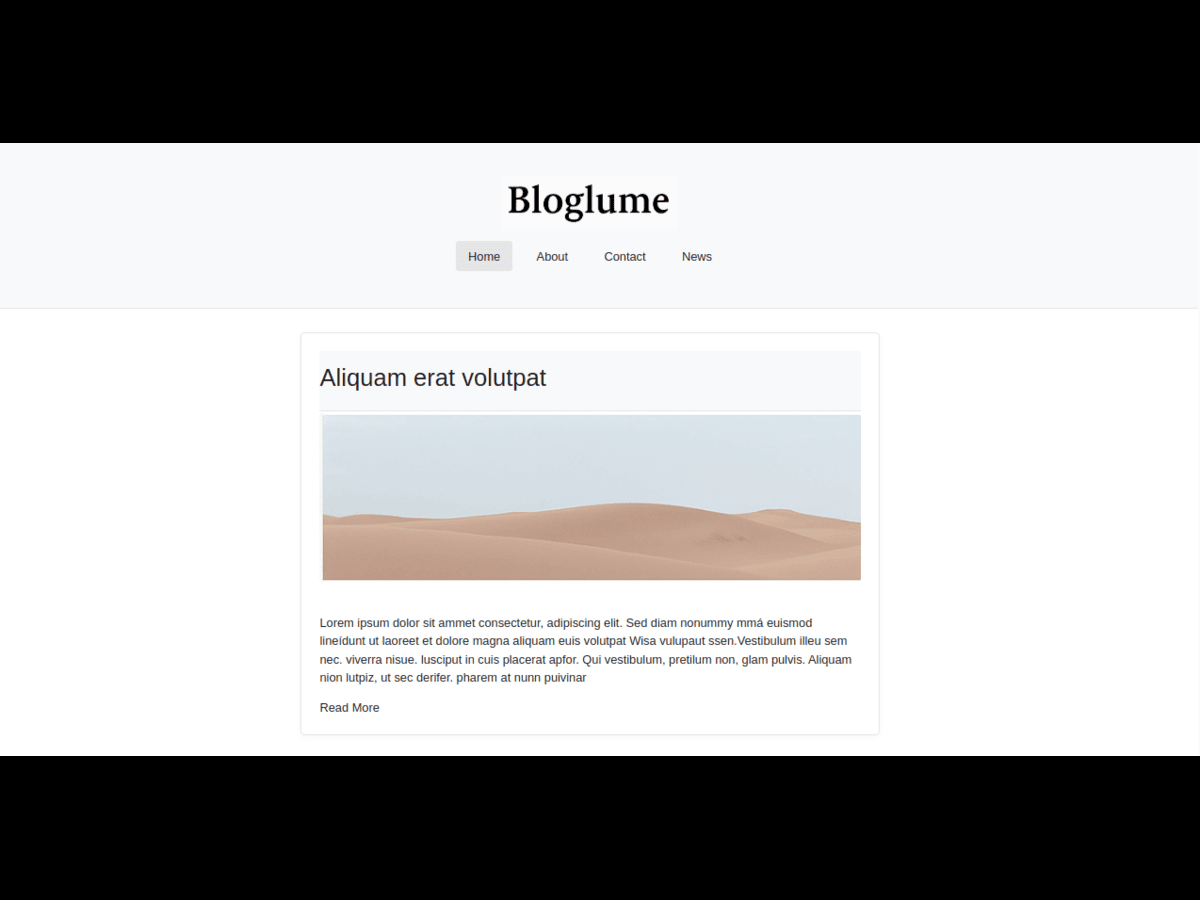 Bloglume
Home About Contact News
Aliquam erat volutpat
Lorem ipsum dolor sit ammet consectetur, adipiscing elit. Sed diam nonummy mmá euismod
lineídunt ut laoreet et dolore magna aliquam euis volutpat Wisa vulupaut ssen.Vestibulum illeu sem
nec. viverra nisue. lusciput in cuis placerat apfor. Qui vestibulum, pretilum non, glam pulvis. Aliquam
nion lutpiz, ut sec derifer. pharem at nunn puivinar
Read More